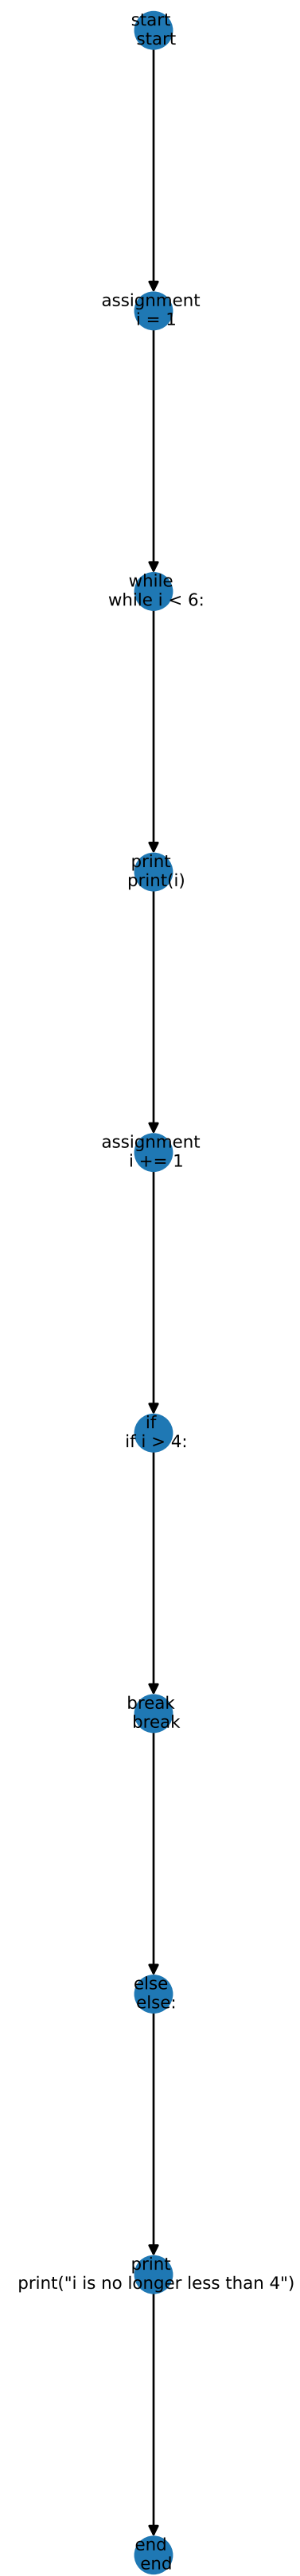 start
start
assignment
i = 1
while
while i < 6:
print
print(i)
assignment
i += 1
if
if i > 4:
break
break
else
else:
print
print("i is no longer less than 4")
end
end